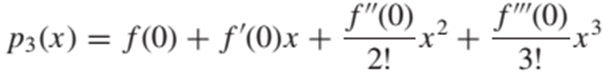 p₃(x) = f(0) + f′(0)x + f″(0)/2! x² + f‴(0)/3! x³